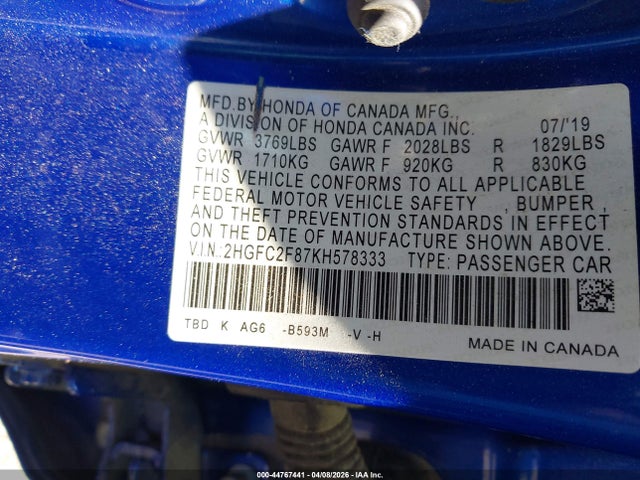 MFD.BY HONDA OF CANADA MFG.,
A DIVISION OF HONDA CANADA INC. 07/'19
GVWR 3769LBS GAWR F 2028LBS R 1829LBS
GVWR 1710KG GAWR F 920KG R 830KG
THIS VEHICLE CONFORMS TO ALL APPLICABLE
FEDERAL MOTOR VEHICLE SAFETY , BUMPER ,
AND THEFT PREVENTION STANDARDS IN EFFECT
ON THE DATE OF MANUFACTURE SHOWN ABOVE.
V.I.N.:2HGFC2F87KH578333 TYPE: PASSENGER CAR
TBD K AG6 -B593M -V -H
MADE IN CANADA
000-44767441 - 04/08/2026 - IAA Inc.